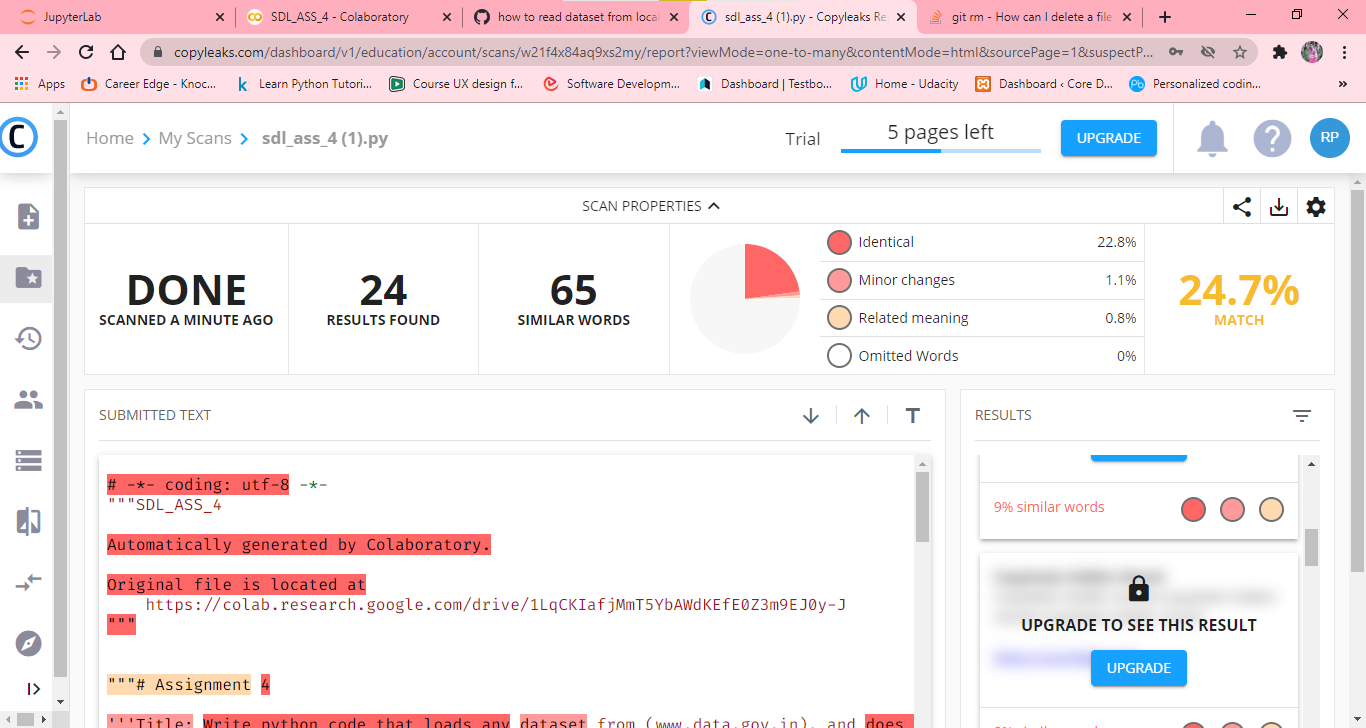 JupyterLab
SDL_ASS_4 - Colaboratory
how to read dataset from local
sdl_ass_4 (1).py - Copyleaks Re
git rm - How can I delete a file
copyleaks.com/dashboard/v1/education/account/scans/w21f4x84aq9xs2my/report?viewMode=one-to-many&contentMode=html&sourcePage=1&suspectP...
Apps
Career Edge - Knoc...
Learn Python Tutori...
Course UX design f...
Software Developm...
Dashboard | Testbo...
Home - Udacity
Dashboard ‹ Core D...
Pb
Personalized codin...
»
C
Home
My Scans
sdl_ass_4 (1).py
Trial
5 pages left
UPGRADE
?
RP
SCAN PROPERTIES
DONE
SCANNED A MINUTE AGO
24
RESULTS FOUND
65
SIMILAR WORDS
Identical 22.8%
Minor changes 1.1%
Related meaning 0.8%
Omitted Words 0%
24.7%
MATCH
SUBMITTED TEXT
T
# -*- coding: utf-8 -*-
"""SDL_ASS_4
Automatically generated by Colaboratory.
Original file is located at
https://colab.research.google.com/drive/1LqCKIafjMmT5YbAWdKEfE0Z3m9EJ0y-J
"""
"""# Assignment 4
'''Title: Write python code that loads any dataset from (www.data.gov.in), and does
RESULTS
9% similar words
UPGRADE TO SEE THIS RESULT
UPGRADE